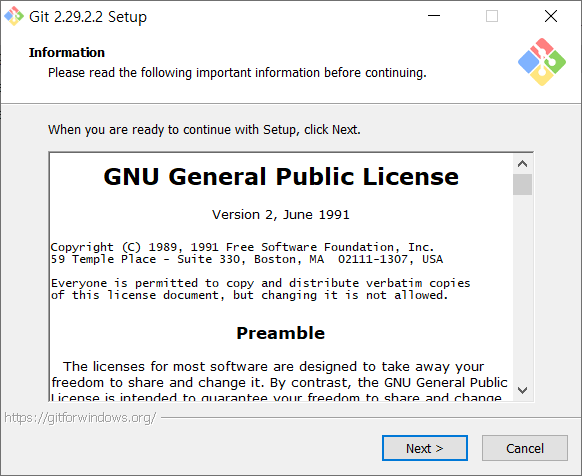 Git 2.29.2.2 Setup
Information
Please read the following important information before continuing.
When you are ready to continue with Setup, click Next.
GNU General Public License
Version 2, June 1991
Copyright (C) 1989, 1991 Free Software Foundation, Inc.
59 Temple Place - Suite 330, Boston, MA  02111-1307, USA
Everyone is permitted to copy and distribute verbatim copies
of this license document, but changing it is not allowed.
Preamble
The licenses for most software are designed to take away your
freedom to share and change it. By contrast, the GNU General Public
License is intended to guarantee your freedom to share and change
https://gitforwindows.org/
Next >
Cancel